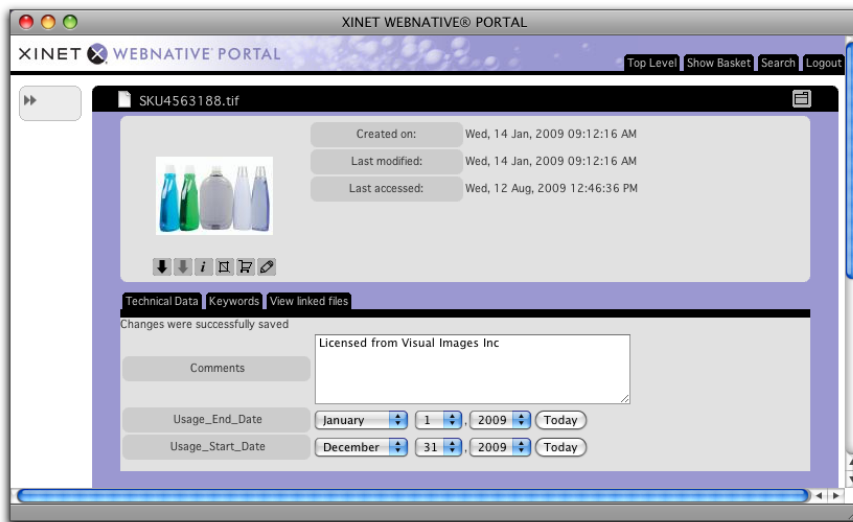 XINET WEBNATIVE® PORTAL
XINET X WEBNATIVE® PORTAL
Top Level Show Basket Search Logout
SKU4563188.tif
Created on: Wed, 14 Jan, 2009 09:12:16 AM
Last modified: Wed, 14 Jan, 2009 09:12:16 AM
Last accessed: Wed, 12 Aug, 2009 12:46:36 PM
i
Technical Data Keywords View linked files
Changes were successfully saved
Comments Licensed from Visual Images Inc
Usage_End_Date January 1 , 2009 Today
Usage_Start_Date December 31 , 2009 Today